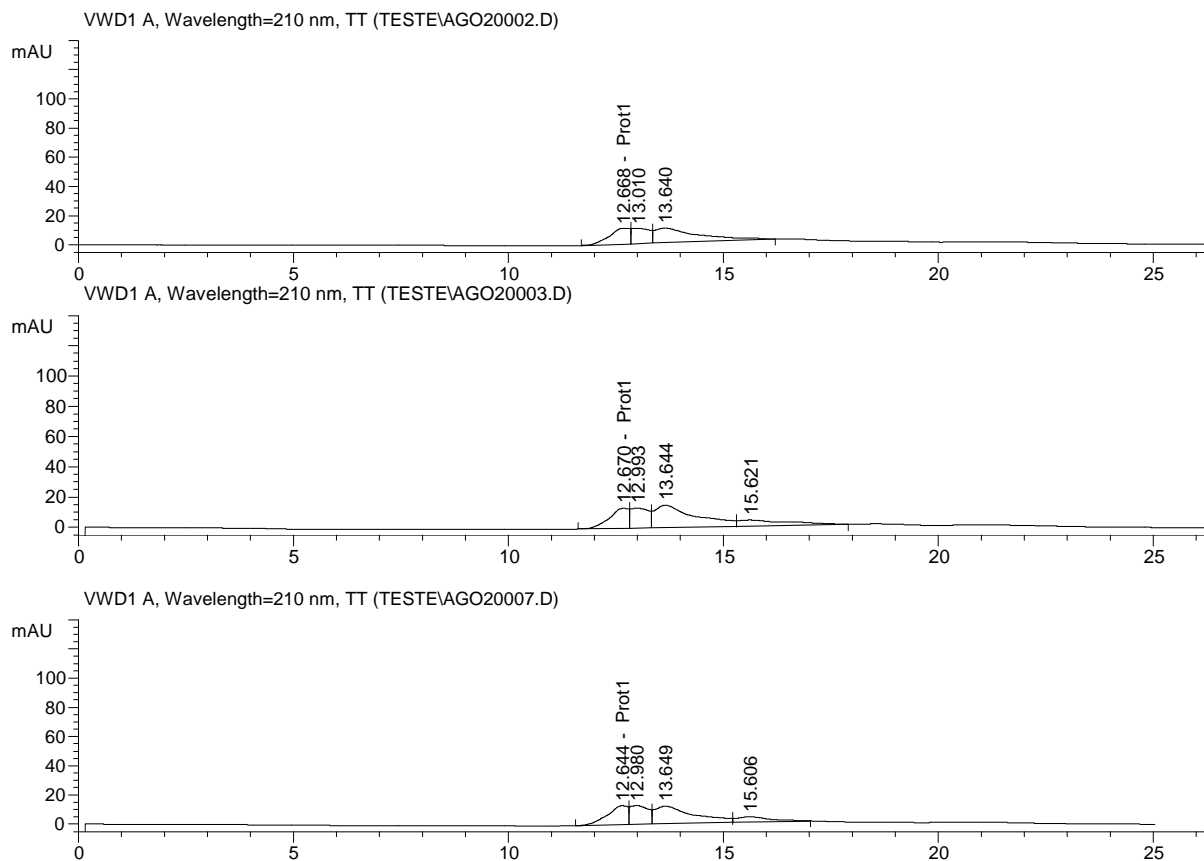 VWD1 A, Wavelength=210 nm, TT (TESTE\AGO20002.D)
mAU
100
80
60
40
20
0
12.668 - Prot1
13.010
13.640
0 5 10 15 20 25
VWD1 A, Wavelength=210 nm, TT (TESTE\AGO20003.D)
mAU
100
80
60
40
20
0
12.670 - Prot1
12.993
13.644
15.621
0 5 10 15 20 25
VWD1 A, Wavelength=210 nm, TT (TESTE\AGO20007.D)
mAU
100
80
60
40
20
0
12.644 - Prot1
12.980
13.649
15.606
0 5 10 15 20 25